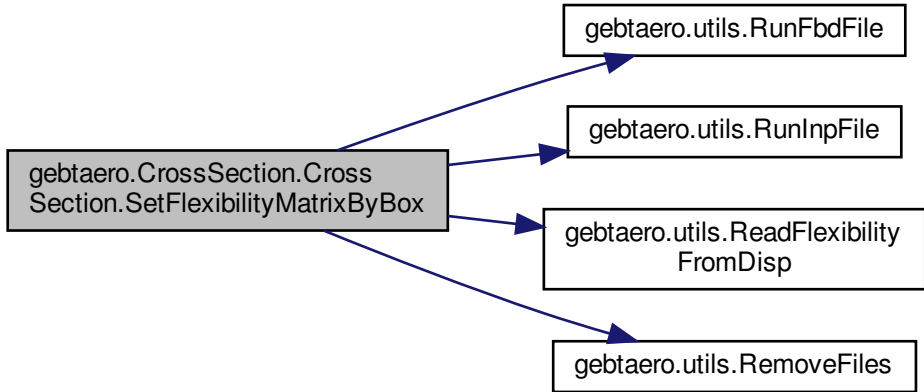 gebtaero.CrossSection.Cross
Section.SetFlexibilityMatrixByBox
gebtaero.utils.RunFbdFile
gebtaero.utils.RunInpFile
gebtaero.utils.ReadFlexibility
FromDisp
gebtaero.utils.RemoveFiles